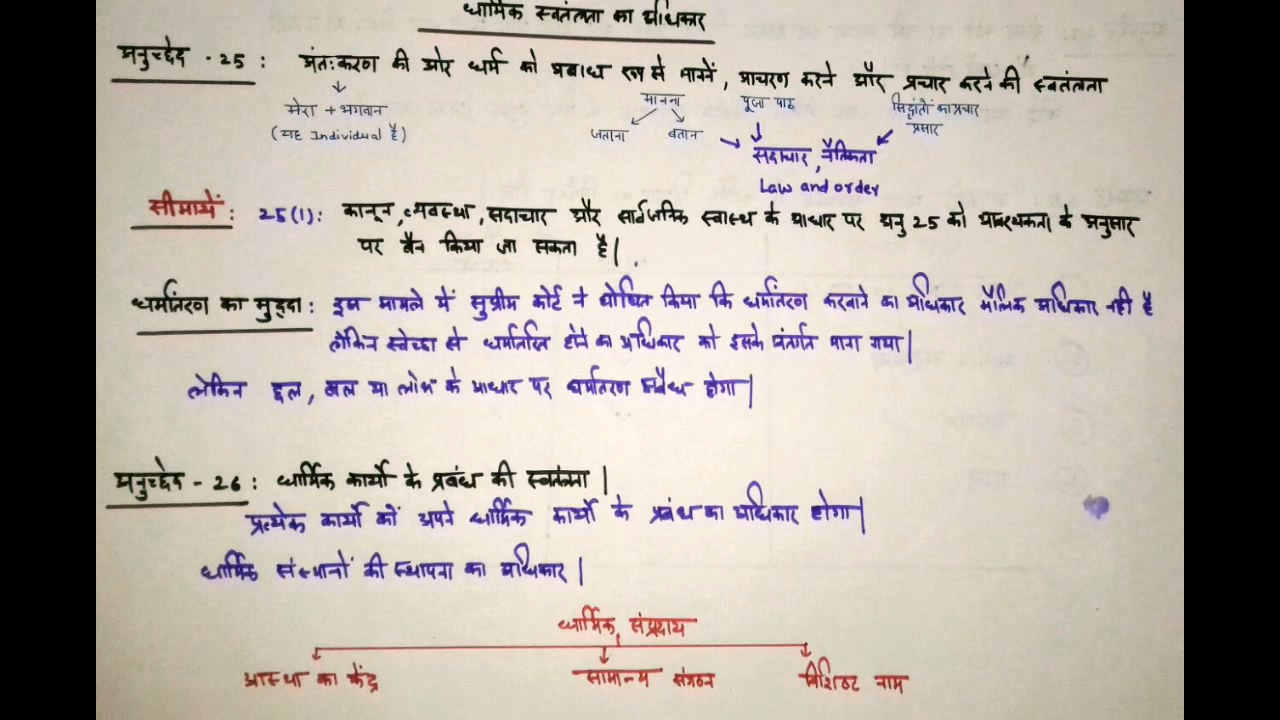 धार्मिक स्वतंत्रता का अधिकार
अनुच्छेद - 25 : अंतःकरण की और धर्म को अबाध रूप से मानने, आचरण करने और प्रचार करने की स्वतंत्रता
मेरा + भगवान मानना पूजा पाठ सिद्धांतों का प्रचार
(यह Individual है) जताना बताना प्रसार
सदाचार, नैतिकता
Law and order
सीमायें : 25(1): कानून, व्यवस्था, सदाचार और सार्वजनिक स्वास्थ के आधार पर अनु 25 को आवश्यकता के अनुसार
पर बैन किया जा सकता है|
धर्मातंरण का मुद्दा : इस मामले में सुप्रीम कोर्ट ने घोषित किया कि धर्मातंरण करवाने का अधिकार मौलिक अधिकार नही है
लेकिन स्वेच्छा से धर्मातंरित होने का अधिकार को इसके अंतर्गत माना गया|
लेकिन छल, बल या लोभ के आधार पर धर्मातरण अवैध होगा|
अनुच्छेद - 26 : धार्मिक कार्यो के प्रबंध की स्वतंत्रता|
प्रत्येक कार्यो कों अपने धार्मिक कार्यो के प्रबंध का अधिकार होगा|
धार्मिक संस्थानों की स्थापना का अधिकार|
धार्मिक संप्रदाय
आस्था का केंद्र सामान्य संगठन विशिष्ट नाम